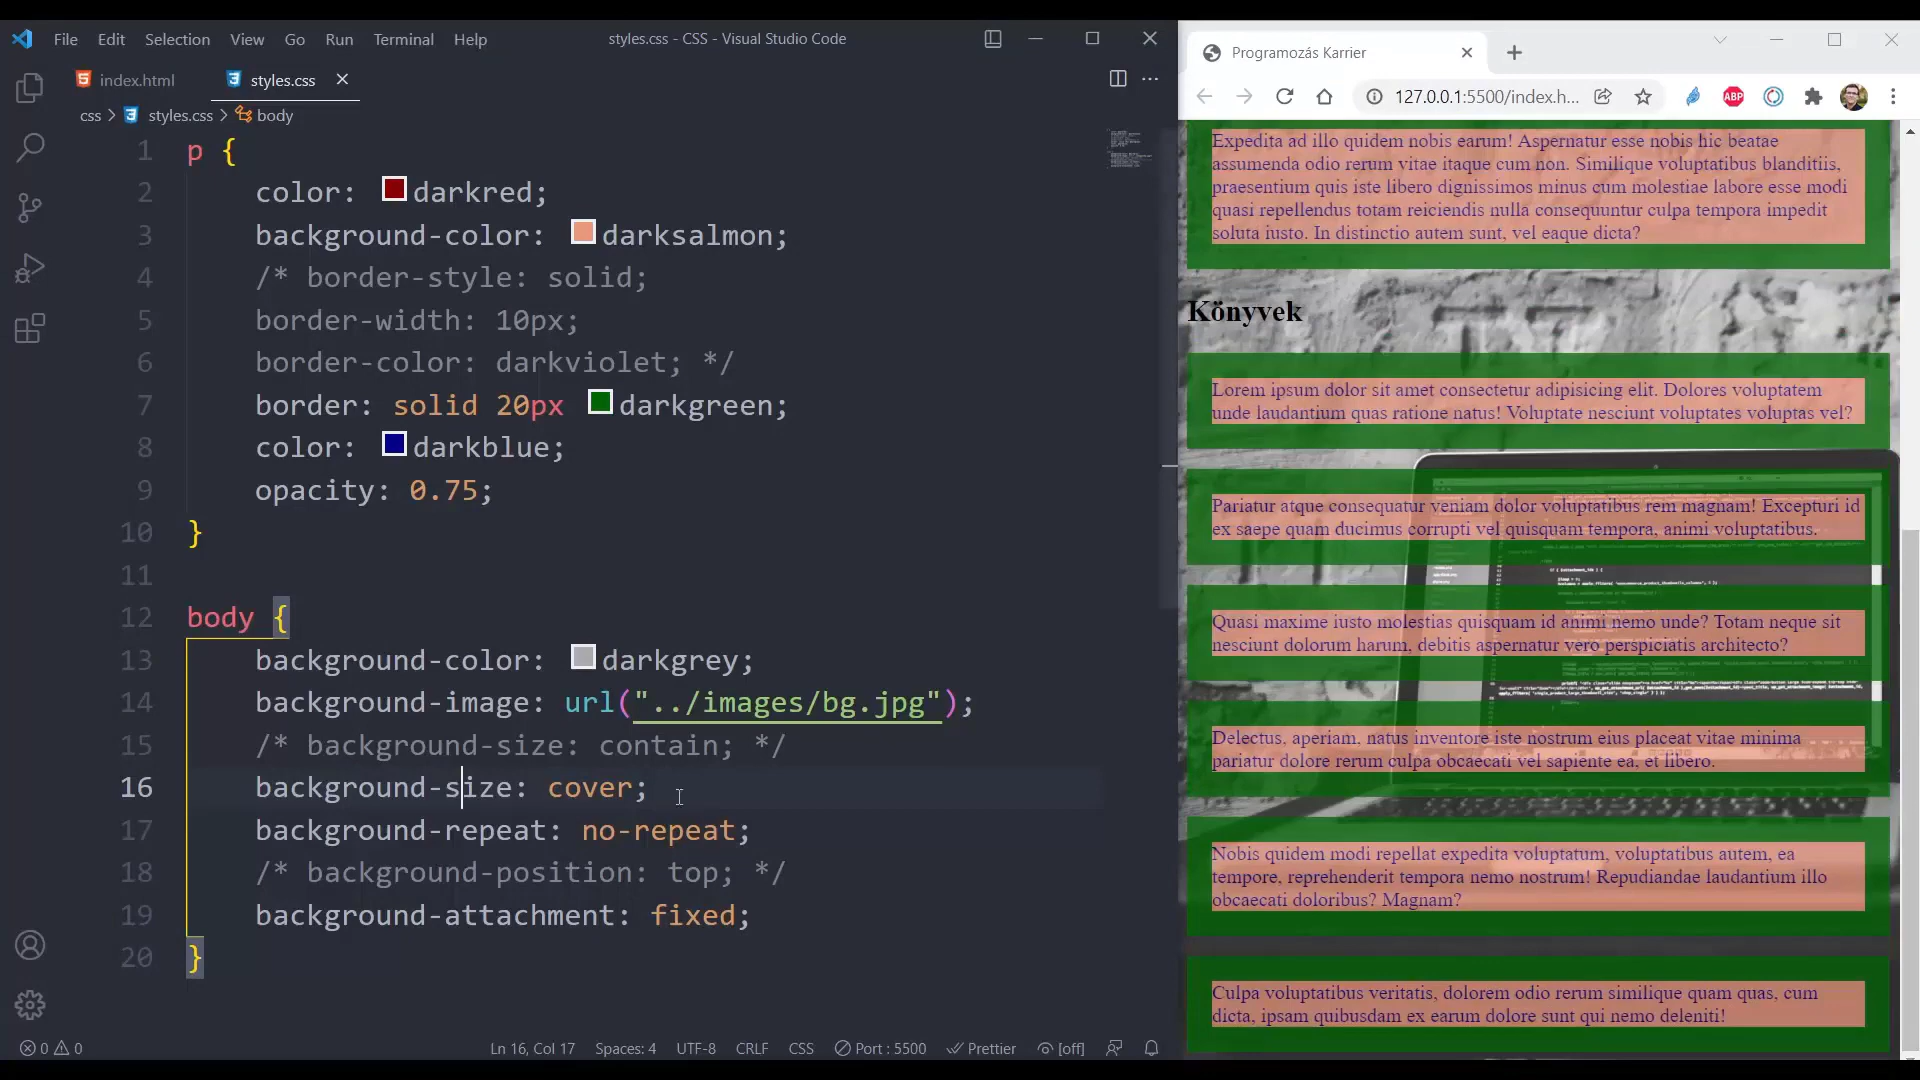 File Edit Selection View Go Run Terminal Help
styles.css - CSS - Visual Studio Code
index.html
styles.css
css > styles.css > body
1 p {
2 color: darkred;
3 background-color: darksalmon;
4 /* border-style: solid;
5 border-width: 10px;
6 border-color: darkviolet; */
7 border: solid 20px darkgreen;
8 color: darkblue;
9 opacity: 0.75;
10 }
11
12 body {
13 background-color: darkgrey;
14 background-image: url("../images/bg.jpg");
15 /* background-size: contain; */
16 background-size: cover;
17 background-repeat: no-repeat;
18 /* background-position: top; */
19 background-attachment: fixed;
20 }
0 0
Ln 16, Col 17 Spaces: 4 UTF-8 CRLF CSS Port : 5500 Prettier [off]
Programozás Karrier
127.0.0.1:5500/index.h...
ABP
Expedita ad illo quidem nobis earum! Aspernatur esse nobis hic beatae
assumenda odio rerum vitae itaque cum non. Similique voluptatibus blanditiis,
praesentium quis iste libero dignissimos minus cum molestiae labore esse modi
quasi repellendus totam reiciendis nulla consequuntur culpa tempora impedit
soluta iusto. In distinctio autem sunt, vel eaque dicta?
Könyvek
Lorem ipsum dolor sit amet consectetur adipisicing elit. Dolores voluptatem
unde laudantium quas ratione natus! Voluptate nesciunt voluptates voluptas vel?
Pariatur atque consequatur veniam dolor voluptatibus rem magnam! Excepturi id
ex saepe quam ducimus corrupti vel quisquam tempora, animi voluptatibus.
Quasi maxime iusto molestias quisquam id animi nemo unde? Totam neque sit
nesciunt dolorum harum, debitis aspernatur vero perspiciatis architecto?
Delectus, aperiam, natus inventore iste nostrum eius placeat vitae minima
pariatur dolore rerum culpa obcaecati vel sapiente ea, et libero.
Nobis quidem modi repellat expedita voluptatum, voluptatibus autem, ea
tempore, reprehenderit tempora nemo nostrum! Repudiandae laudantium illo
obcaecati doloribus? Magnam?
Culpa voluptatibus veritatis, dolorem odio rerum similique quam quas, cum
dicta, ipsam quibusdam ex earum dolore sunt qui nemo deleniti!